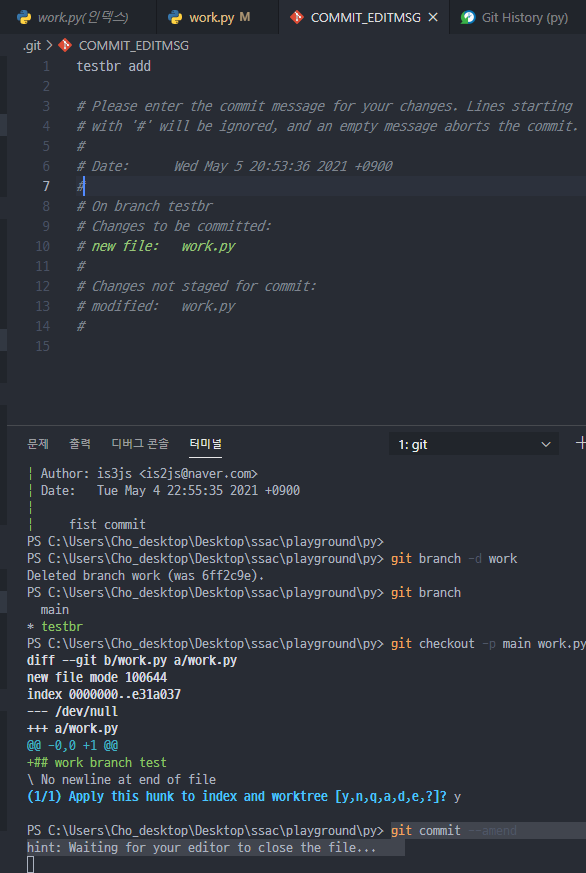 work.py(인덱스) work.py M COMMIT_EDITMSG × Git History (py)
.git > COMMIT_EDITMSG
1 testbr add
2
3 # Please enter the commit message for your changes. Lines starting
4 # with '#' will be ignored, and an empty message aborts the commit.
5 #
6 # Date:      Wed May 5 20:53:36 2021 +0900
7 #
8 # On branch testbr
9 # Changes to be committed:
10 # new file:   work.py
11 #
12 # Changes not staged for commit:
13 # modified:   work.py
14 #
15
문제 출력 디버그 콘솔 터미널 1: git
¦ Author: is3js <is2js@naver.com>
¦ Date:   Tue May 4 22:55:35 2021 +0900
¦
¦     fist commit
PS C:\Users\Cho_desktop\Desktop\ssac\playground\py>
PS C:\Users\Cho_desktop\Desktop\ssac\playground\py> git branch -d work
Deleted branch work (was 6ff2c9e).
PS C:\Users\Cho_desktop\Desktop\ssac\playground\py> git branch
  main
* testbr
PS C:\Users\Cho_desktop\Desktop\ssac\playground\py> git checkout -p main work.py
diff --git b/work.py a/work.py
new file mode 100644
index 0000000..e31a037
--- /dev/null
+++ a/work.py
@@ -0,0 +1 @@
+## work branch test
\ No newline at end of file
(1/1) Apply this hunk to index and worktree [y,n,q,a,d,e,?]? y
PS C:\Users\Cho_desktop\Desktop\ssac\playground\py> git commit --amend
hint: Waiting for your editor to close the file...